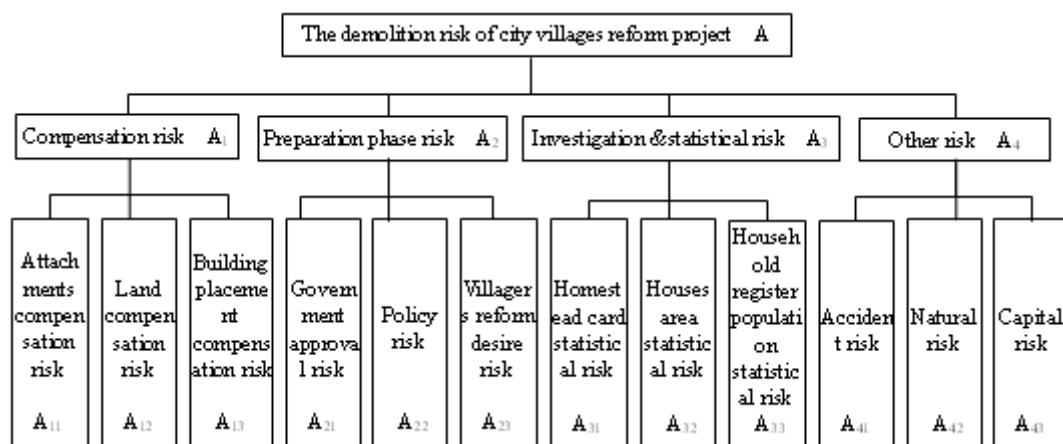 The demolition risk of city villages reform project A
Compensation risk A1
Preparation phase risk A2
Investigation &statistical risk A3
Other risk A4
Attach
ments
compen
sation
risk
A11
Land
compen
sation
risk
A12
Building
placeme
nt
compens
ation risk
A13
Govern
ment
approva
l risk
A21
Policy
risk
A22
Villager
s reform
desire
risk
A23
Homest
ead card
statistic
al risk
A31
Houses
area
statistic
al risk
A32
Househ
old
register
populati
on
statistic
al risk
A33
Acciden
t risk
A41
Natural
risk
A42
Capital
risk
A43